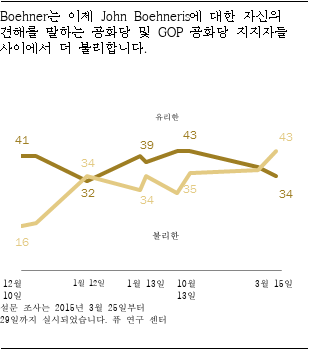 Boehner는 이제 John Boehneris에 대한 자신의
견해를 말하는 공화당 및 GOP 공화당 지지자들
사이에서 더 불리합니다.
유리한
41
39
43
43
34
32
34
35
34
16
불리한
12월
10일
1월 12일
1월 13일
10월
13일
3월 15일
설문 조사는 2015년 3월 25일부터
29일까지 실시되었습니다. 퓨 연구 센터